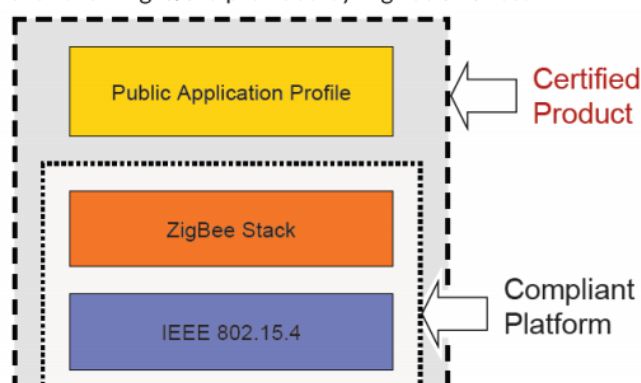 Public Application Profile
Certified
Product
ZigBee Stack
Compliant
Platform
IEEE 802.15.4